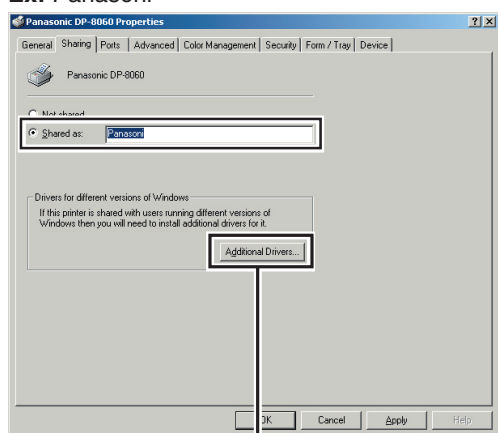 Ex: Panasoni
Panasonic DP-8060 Properties
General Sharing Ports Advanced Color Management Security Form / Tray Device
Panasonic DP-8060
Not shared
Shared as: Panasoni
Drivers for different versions of Windows
If this printer is shared with users running different versions of
Windows then you will need to install additional drivers for it.
Additional Drivers...
OK Cancel Apply Help